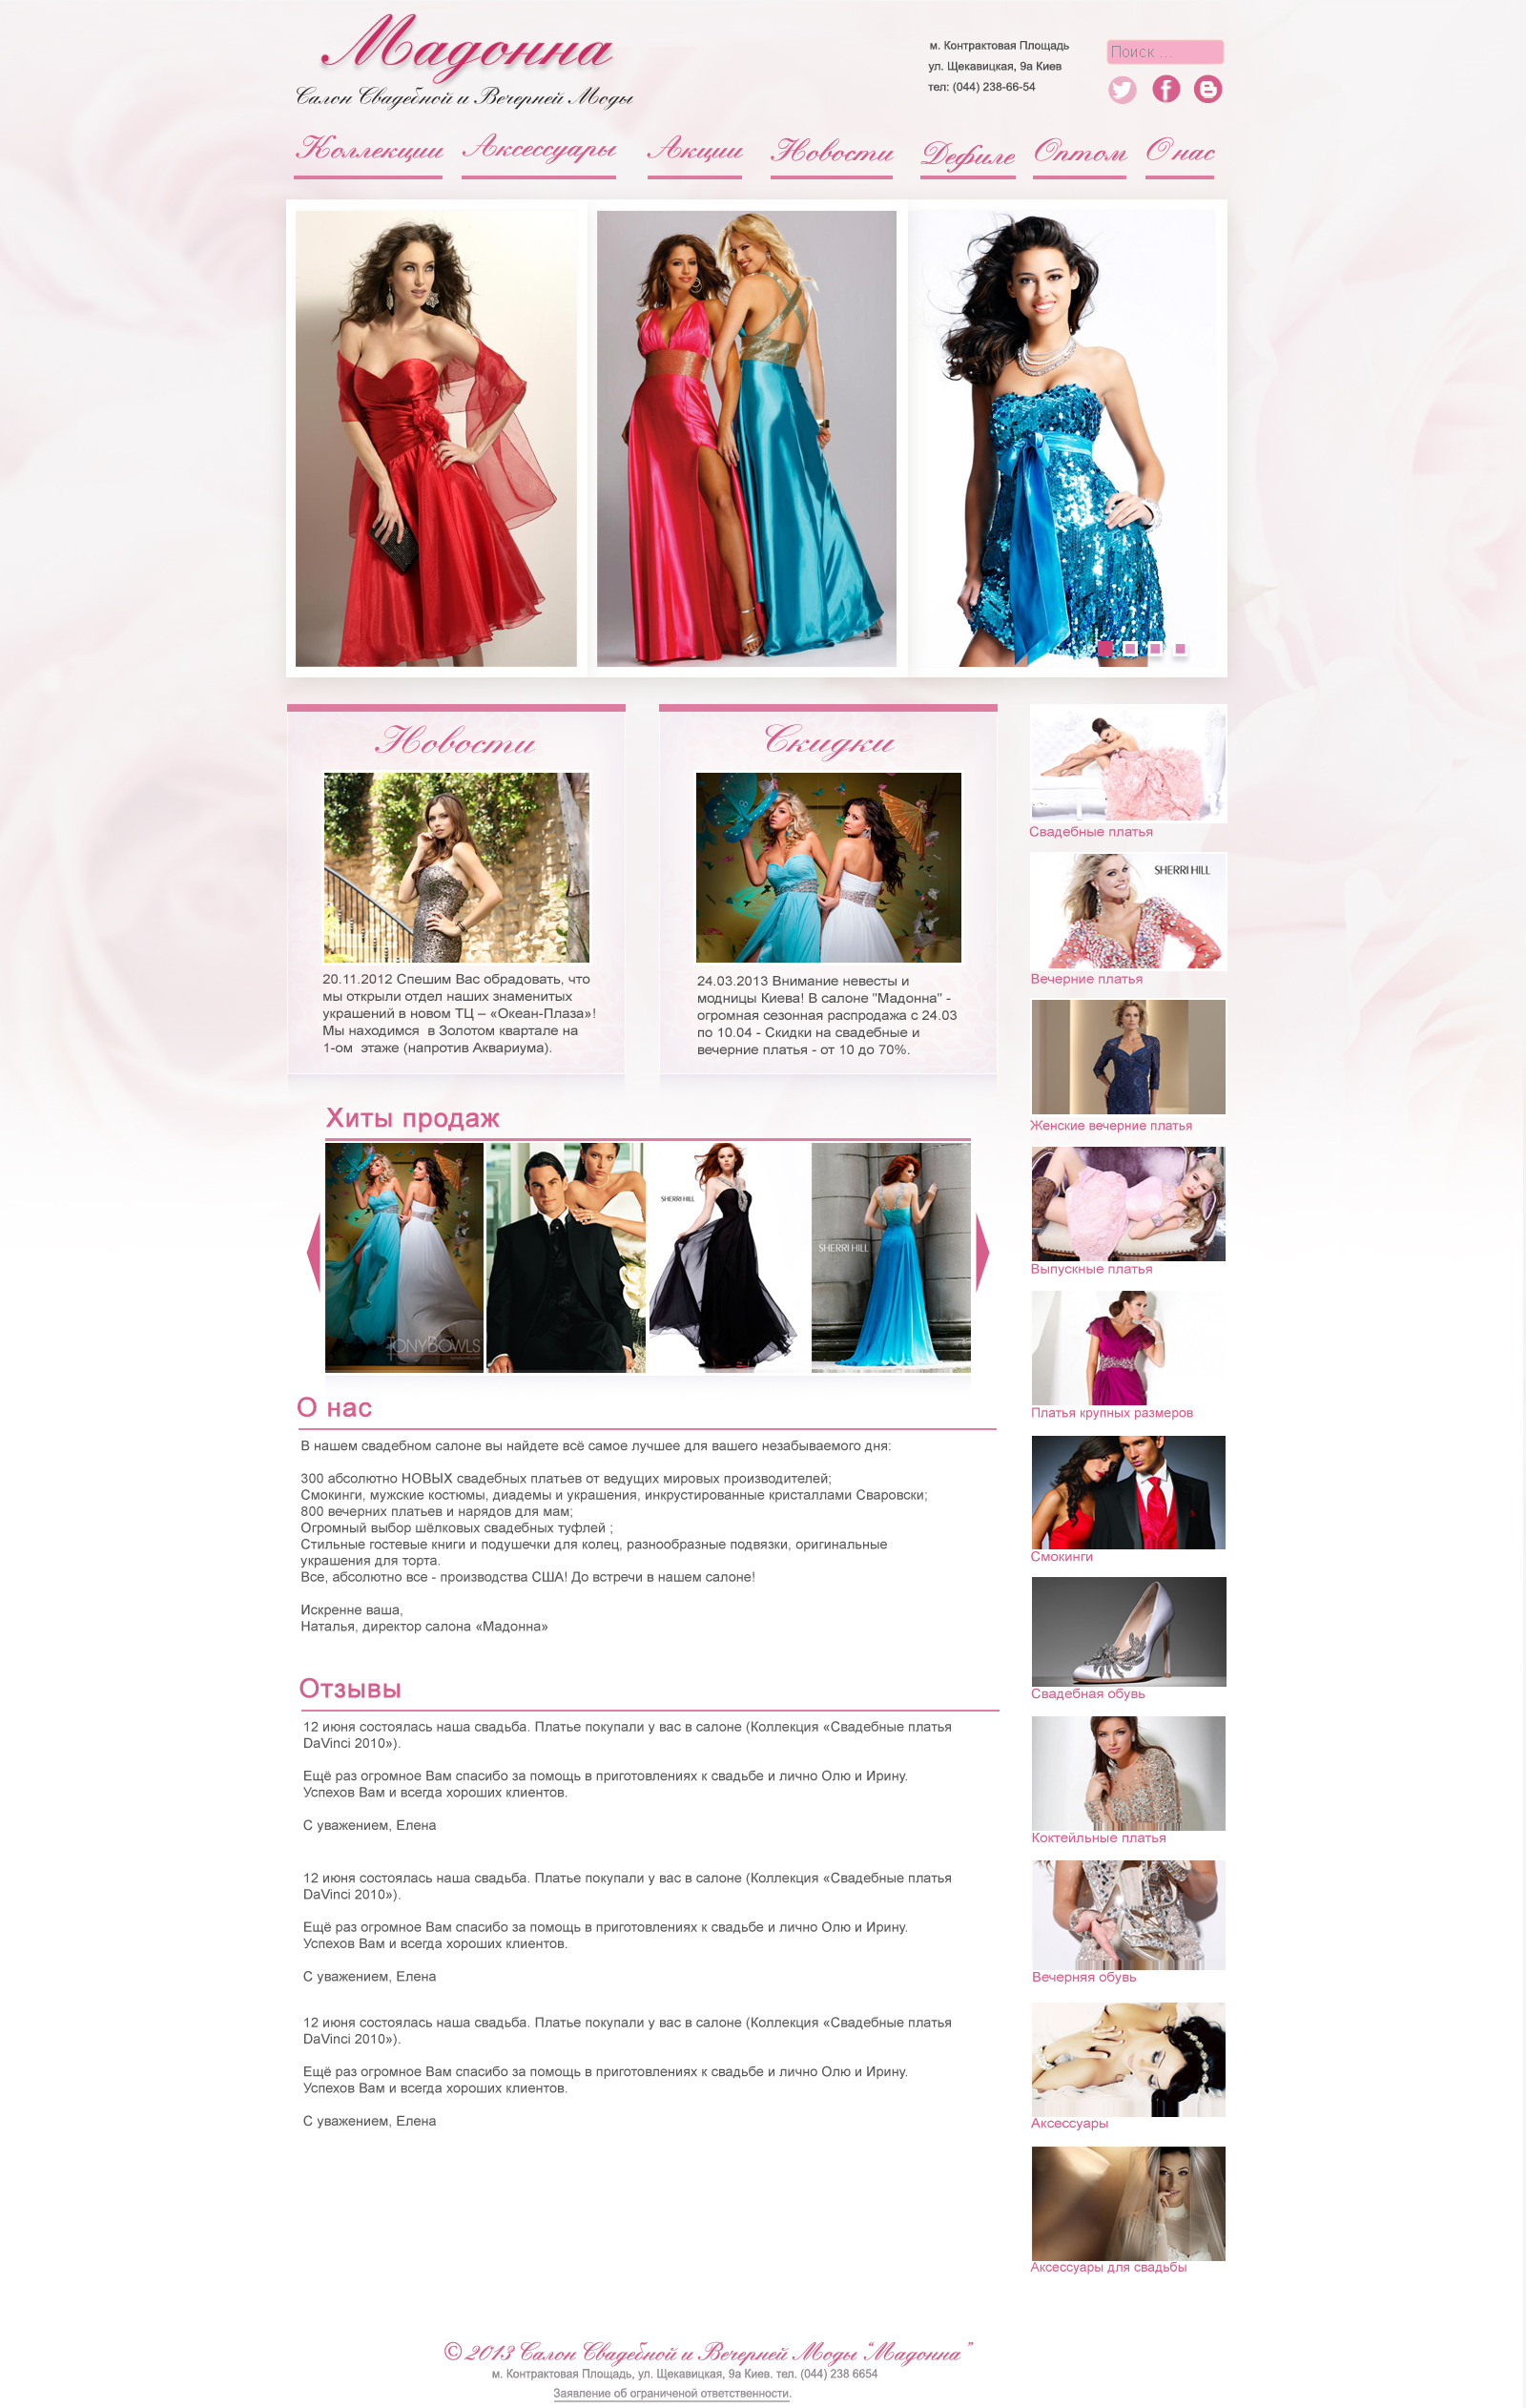 Мадонна
Салон Свадебной и Вечерней Моды
м. Контрактовая Площадь
ул. Щекавицкая, 9а Киев
тел: (044) 238-66-54
Поиск ...
Коллекции
Аксессуары
Акции
Новости
Дефиле
Оптом
О нас
Новости
20.11.2012 Спешим Вас обрадовать, что
мы открыли отдел наших знаменитых
украшений в новом ТЦ – «Океан-Плаза»!
Мы находимся в Золотом квартале на
1-ом этаже (напротив Аквариума).
Скидки
24.03.2013 Внимание невесты и
модницы Киева! В салоне "Мадонна" -
огромная сезонная распродажа с 24.03
по 10.04 - Скидки на свадебные и
вечерние платья - от 10 до 70%.
Хиты продаж
TONYBOWLS
SHERRI HILL
SHERRI HILL
О нас
В нашем свадебном салоне вы найдете всё самое лучшее для вашего незабываемого дня:
300 абсолютно НОВЫХ свадебных платьев от ведущих мировых производителей;
Смокинги, мужские костюмы, диадемы и украшения, инкрустированные кристаллами Сваровски;
800 вечерних платьев и нарядов для мам;
Огромный выбор шёлковых свадебных туфлей ;
Стильные гостевые книги и подушечки для колец, разнообразные подвязки, оригинальные
украшения для торта.
Все, абсолютно все - производства США! До встречи в нашем салоне!
Искренне ваша,
Наталья, директор салона «Мадонна»
Отзывы
12 июня состоялась наша свадьба. Платье покупали у вас в салоне (Коллекция «Свадебные платья
DaVinci 2010»).
Ещё раз огромное Вам спасибо за помощь в приготовлениях к свадьбе и лично Олю и Ирину.
Успехов Вам и всегда хороших клиентов.
С уважением, Елена
12 июня состоялась наша свадьба. Платье покупали у вас в салоне (Коллекция «Свадебные платья
DaVinci 2010»).
Ещё раз огромное Вам спасибо за помощь в приготовлениях к свадьбе и лично Олю и Ирину.
Успехов Вам и всегда хороших клиентов.
С уважением, Елена
12 июня состоялась наша свадьба. Платье покупали у вас в салоне (Коллекция «Свадебные платья
DaVinci 2010»).
Ещё раз огромное Вам спасибо за помощь в приготовлениях к свадьбе и лично Олю и Ирину.
Успехов Вам и всегда хороших клиентов.
С уважением, Елена
Свадебные платья
SHERRI HILL
Вечерние платья
Женские вечерние платья
Выпускные платья
Платья крупных размеров
Смокинги
Свадебная обувь
Коктейльные платья
Вечерняя обувь
Аксессуары
Аксессуары для свадьбы
© 2013 Салон Свадебной и Вечерней Моды “Мадонна”
м. Контрактовая Площадь, ул. Щекавицкая, 9а Киев. тел. (044) 238 6654
Заявление об ограниченой ответственности.